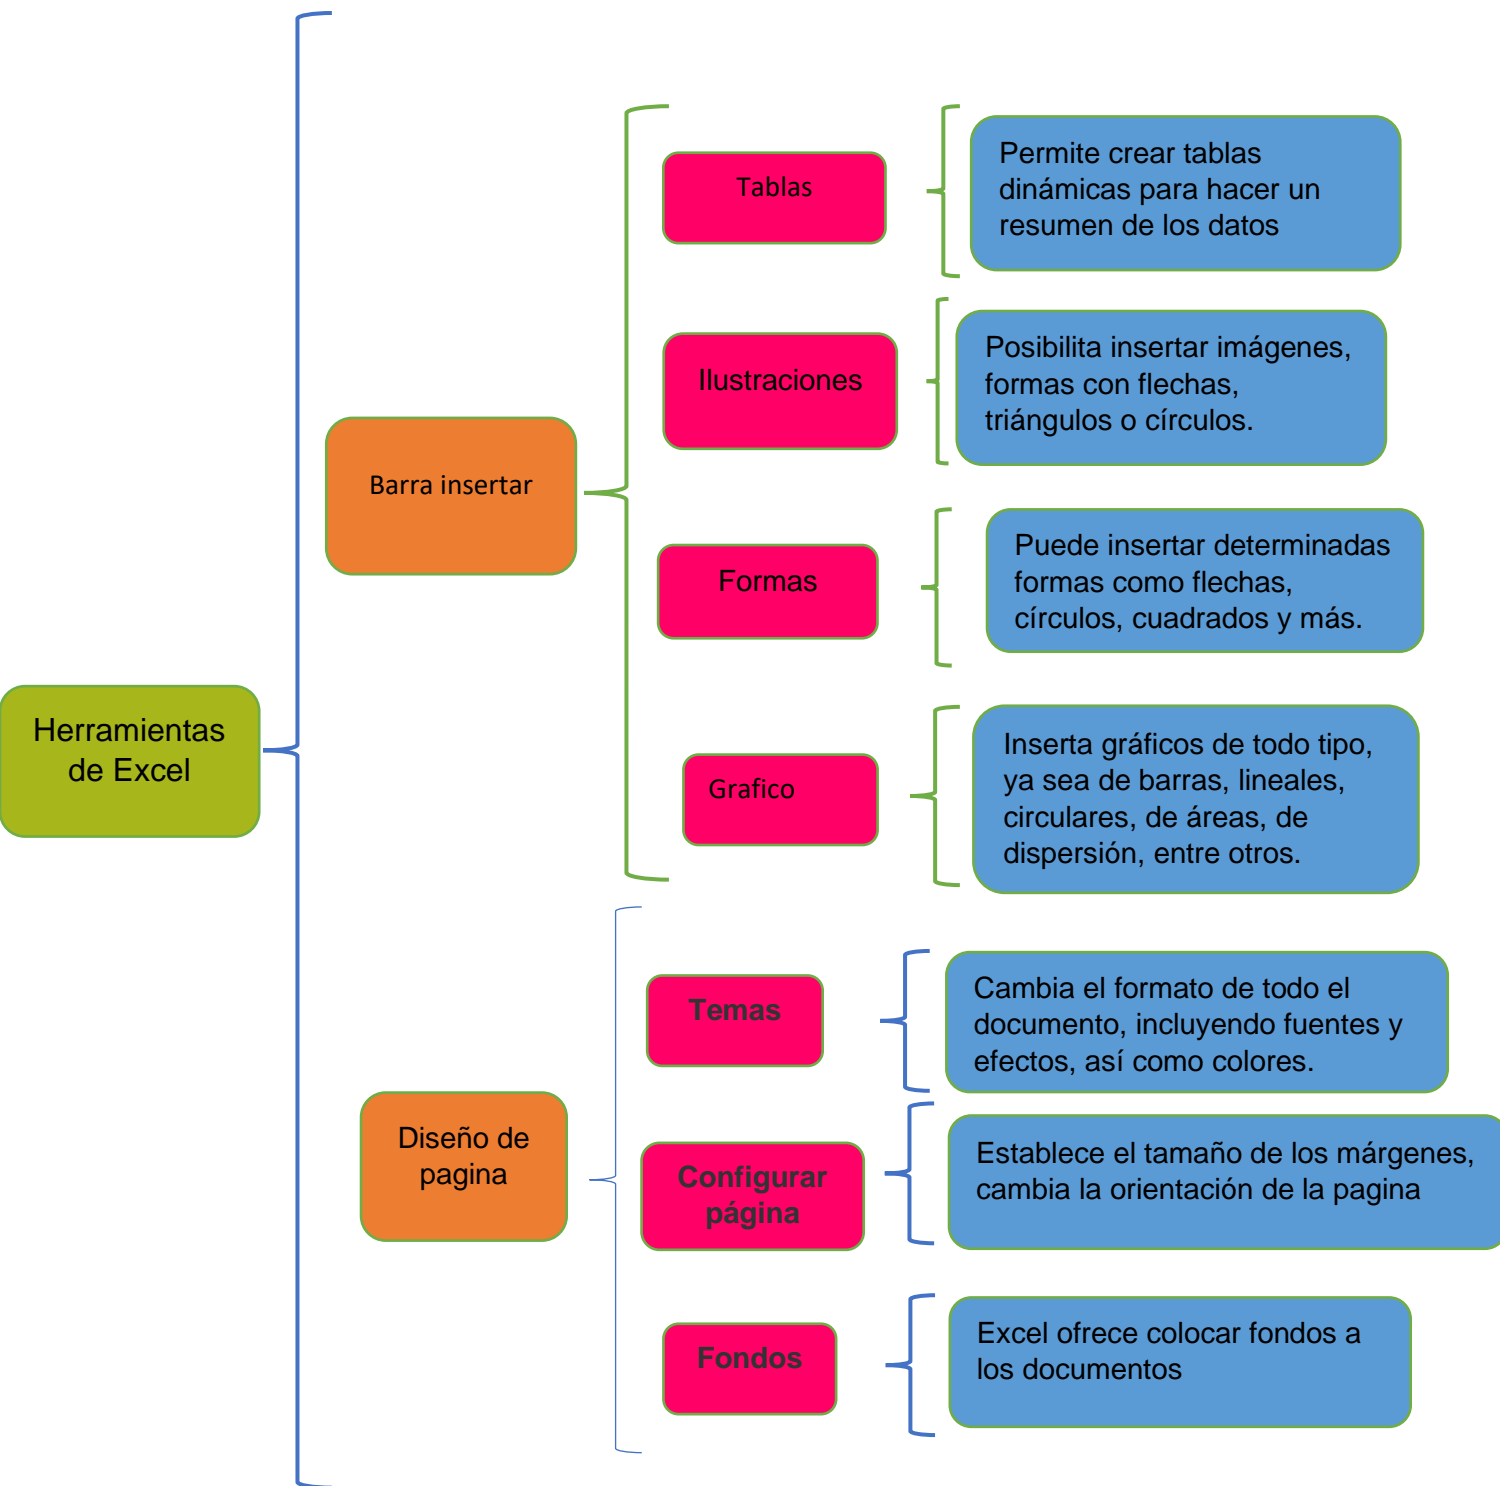 Herramientas
de Excel
Barra insertar
Tablas
Permite crear tablas
dinámicas para hacer un
resumen de los datos
Ilustraciones
Posibilita insertar imágenes,
formas con flechas,
triángulos o círculos.
Formas
Puede insertar determinadas
formas como flechas,
círculos, cuadrados y más.
Grafico
Inserta gráficos de todo tipo,
ya sea de barras, lineales,
circulares, de áreas, de
dispersión, entre otros.
Diseño de
pagina
Temas
Cambia el formato de todo el
documento, incluyendo fuentes y
efectos, así como colores.
Configurar
página
Establece el tamaño de los márgenes,
cambia la orientación de la pagina
Fondos
Excel ofrece colocar fondos a
los documentos